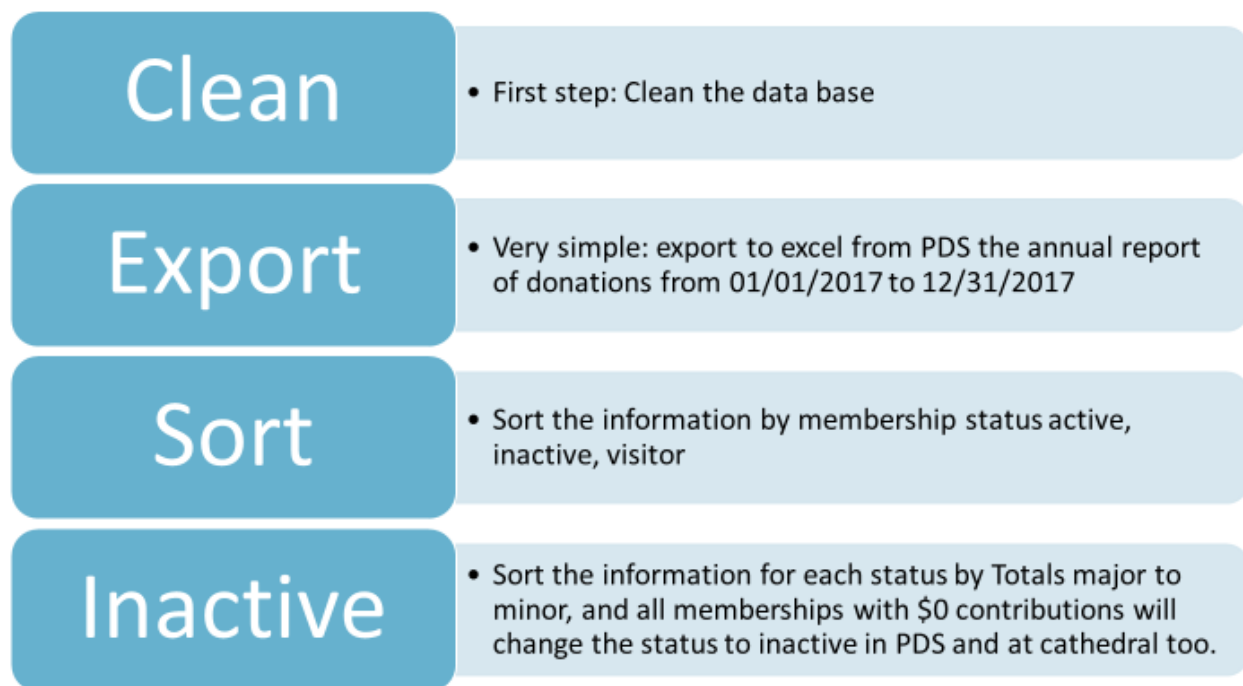 Clean
• First step: Clean the data base
Export
• Very simple: export to excel from PDS the annual report
of donations from 01/01/2017 to 12/31/2017
Sort
• Sort the information by membership status active,
inactive, visitor
Inactive
• Sort the information for each status by Totals major to
minor, and all memberships with $0 contributions will
change the status to inactive in PDS and at cathedral too.